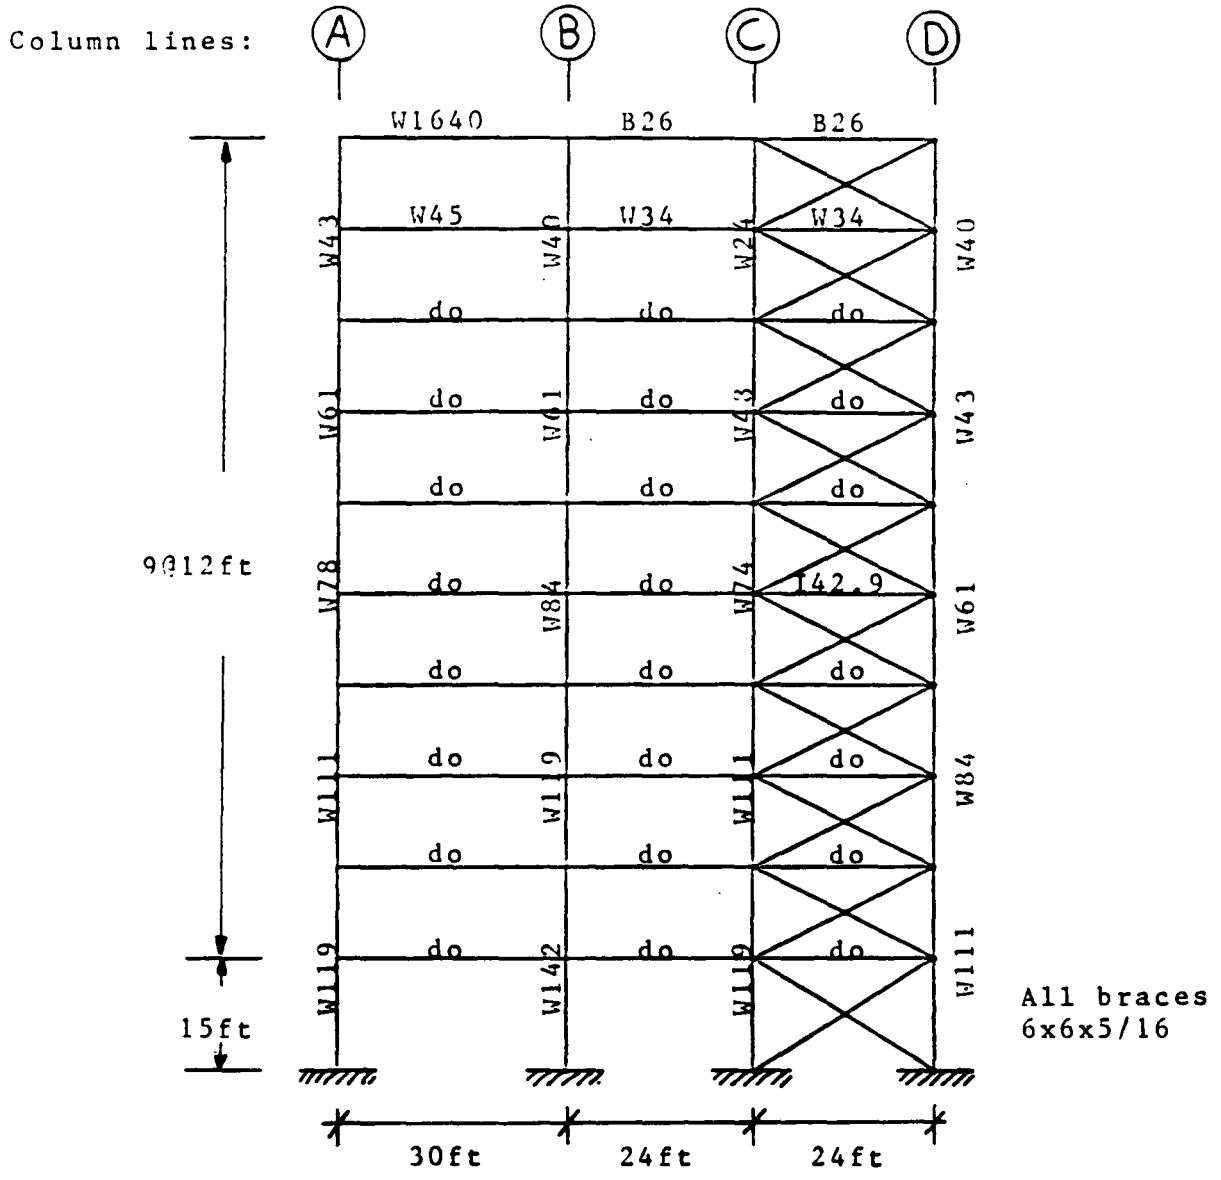 Column lines:
A B C D
W1640 B26 B26
W45 W34 W34
W43 W40 W24 W40
do do do
do do do
W61 W61 W43 W43
do do do
9@12ft
do do I42.9
W78 W84 W74 W61
do do do
do do do
W111 W119 W111 W84
do do do
do do do
W119 W142 W119 W111
All braces
6x6x5/16
15ft
30ft 24ft 24ft